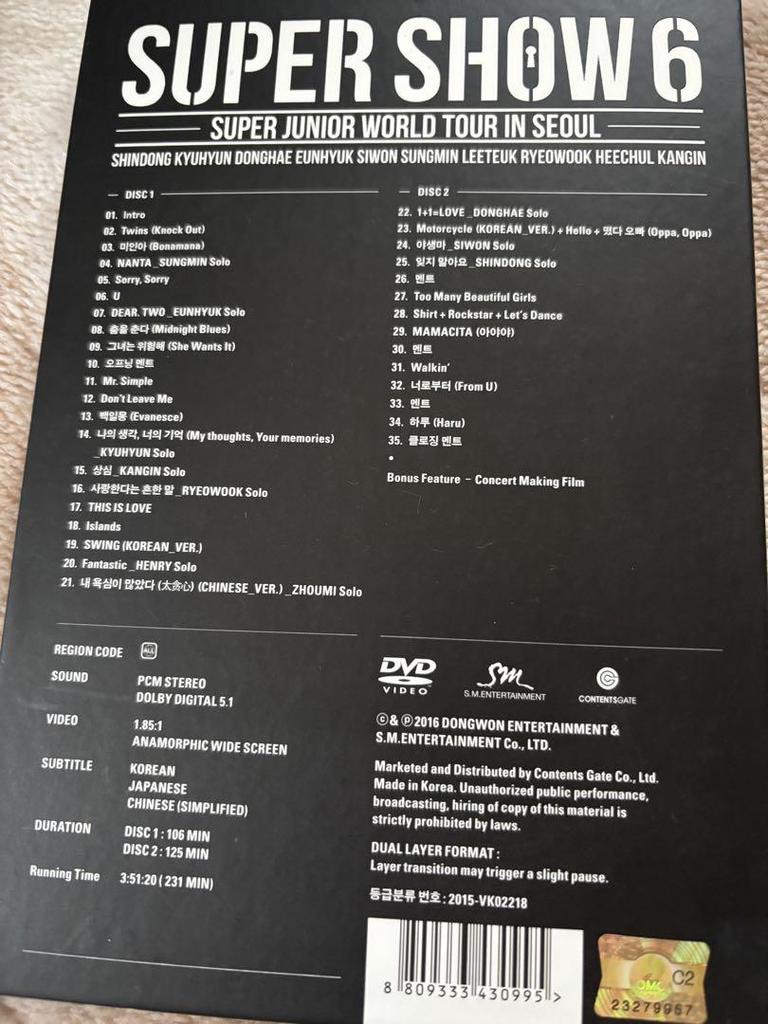 SUPER SHOW 6
SUPER JUNIOR WORLD TOUR IN SEOUL
SHINDONG KYUHYUN DONGHAE EUNHYUK SIWON SUNGMIN LEETEUK RYEOWOOK HEECHUL KANGIN
DISC 1
01. Intro
02. Twins (Knock Out)
03. 미인아 (Bonamana)
04. NANTA _SUNGMIN Solo
05. Sorry, Sorry
06. U
07. DEAR. TWO _EUNHYUK Solo
08. 춤을 춘다 (Midnight Blues)
09. 그녀는 위험해 (She Wants It)
10. 오프닝 멘트
11. Mr. Simple
12. Don't Leave Me
13. 백일몽 (Evanesce)
14. 나의 생각, 너의 기억 (My thoughts, Your memories)
_KYUHYUN Solo
15. 상심 _KANGIN Solo
16. 사랑한다는 흔한 말 _RYEOWOOK Solo
17. THIS IS LOVE
18. Islands
19. SWING (KOREAN_VER.)
20. Fantastic _HENRY Solo
21. 내 욕심이 많았다 (太贪心) (CHINESE_VER.) _ZHOUMI Solo
DISC 2
22. 1+1=LOVE _DONGHAE Solo
23. Motorcycle (KOREAN_VER.) + Hello + 떴다 오빠 (Oppa, Oppa)
24. 야생마 _SIWON Solo
25. 잊지 말아요 _SHINDONG Solo
26. 멘트
27. Too Many Beautiful Girls
28. Shirt + Rockstar + Let's Dance
29. MAMACITA (아야야)
30. 멘트
31. Walkin'
32. 너로부터 (From U)
33. 멘트
34. 하루 (Haru)
35. 클로징 멘트
•
Bonus Feature - Concert Making Film
REGION CODE ALL
SOUND PCM STEREO
DOLBY DIGITAL 5.1
VIDEO 1.85:1
ANAMORPHIC WIDE SCREEN
SUBTITLE KOREAN
JAPANESE
CHINESE (SIMPLIFIED)
DURATION DISC 1 : 106 MIN
DISC 2 : 125 MIN
Running Time 3:51:20 ( 231 MIN)
DVD VIDEO
SM S.M.ENTERTAINMENT
CONTENTSGATE
©& ℗ 2016 DONGWON ENTERTAINMENT &
S.M.ENTERTAINMENT Co., LTD.
Marketed and Distributed by Contents Gate Co., Ltd.
Made in Korea. Unauthorized public performance,
broadcasting, hiring of copy of this material is
strictly prohibited by laws.
DUAL LAYER FORMAT :
Layer transition may trigger a slight pause.
등급분류 번호 : 2015-VK02218
8 809333 430995 >
C2
23279967